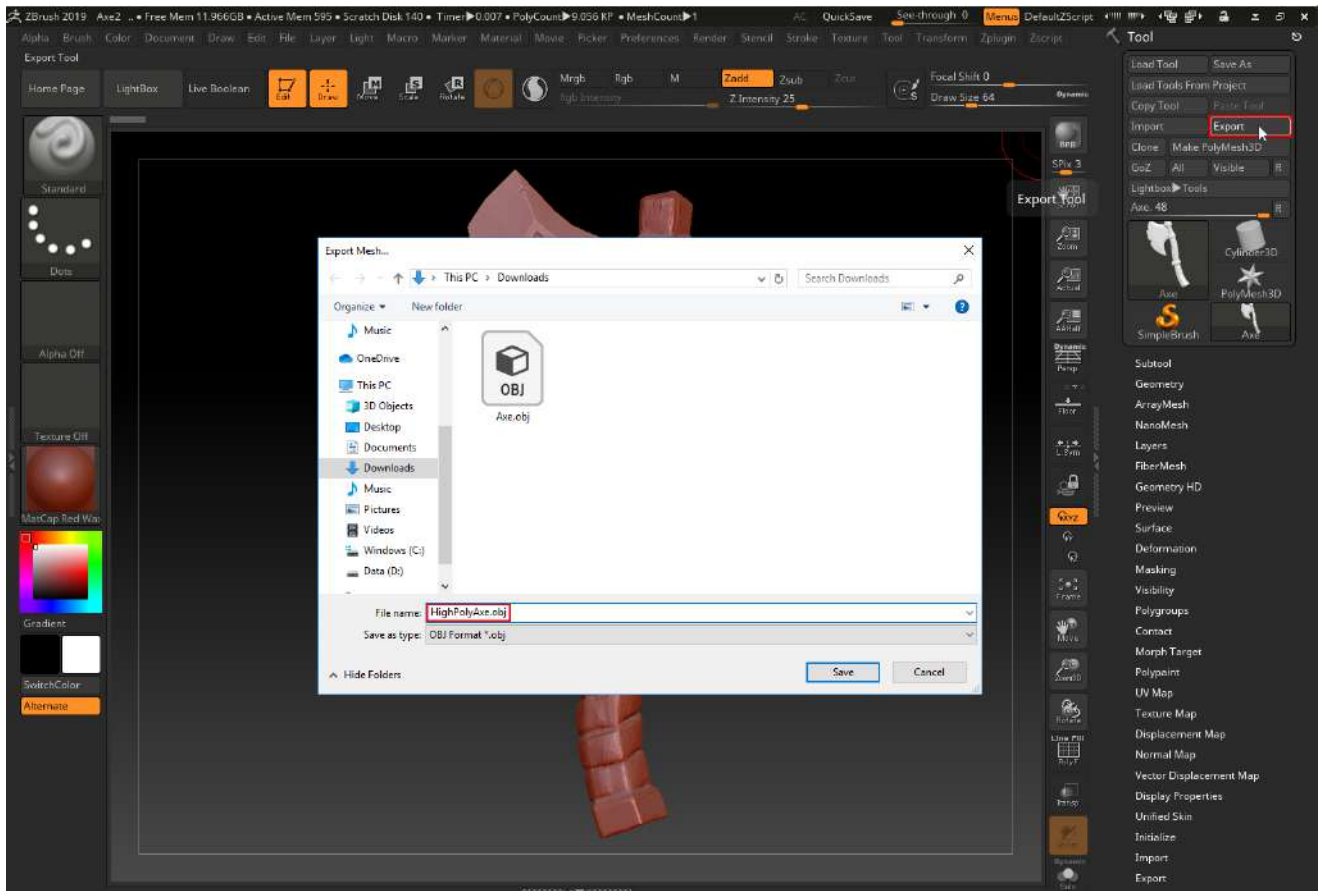 ZBrush 2019 Axe2 .. • Free Mem 11.966GB • Active Mem 595 • Scratch Disk 140 • Timer▶0.007 • PolyCount▶9.056 KP • MeshCount▶1 AC QuickSave See-through 0 Menus DefaultZScript
Alpha Brush Color Document Draw Edit File Layer Light Macro Marker Material Movie Picker Preferences Render Stencil Stroke Texture Tool Transform Zplugin Zscript
Export Tool
Home Page LightBox Live Boolean Edit Draw Move Scale Rotate Mrgb Rgb M Zadd Zsub Zcut Focal Shift 0
Rgb Intensity Z Intensity 25 S Draw Size 64 Dynamic
Standard
Dots
Alpha Off
Texture Off
MatCap Red Wax
Gradient
SwitchColor
Alternate
Export Mesh...
This PC > Downloads
Search Downloads
Organize
New folder
Music
OneDrive
This PC
3D Objects
Desktop
Documents
Downloads
Music
Pictures
Videos
Windows (C:)
Data (D:)
OBJ
Axe.obj
File name: HighPolyAxe.obj
Save as type: OBJ Format *.obj
Hide Folders
Save
Cancel
BPR
SPix 3
Export Tool
Zoom
Actual
AAHalf
Dynamic
Persp
Floor
L.Sym
Frame
Move
Zoom3D
Rotate
Line Fill
PolyF
Transp
Dynamic
Solo
Tool
Load Tool Save As
Load Tools From Project
Copy Tool Paste Tool
Import Export
Clone Make PolyMesh3D
GoZ All Visible R
Lightbox▶Tools
Axe. 48 R
Axe
Cylinder3D
PolyMesh3D
SimpleBrush
Axe
Subtool
Geometry
ArrayMesh
NanoMesh
Layers
FiberMesh
Geometry HD
Preview
Surface
Deformation
Masking
Visibility
Polygroups
Contact
Morph Target
Polypaint
UV Map
Texture Map
Displacement Map
Normal Map
Vector Displacement Map
Display Properties
Unified Skin
Initialize
Import
Export